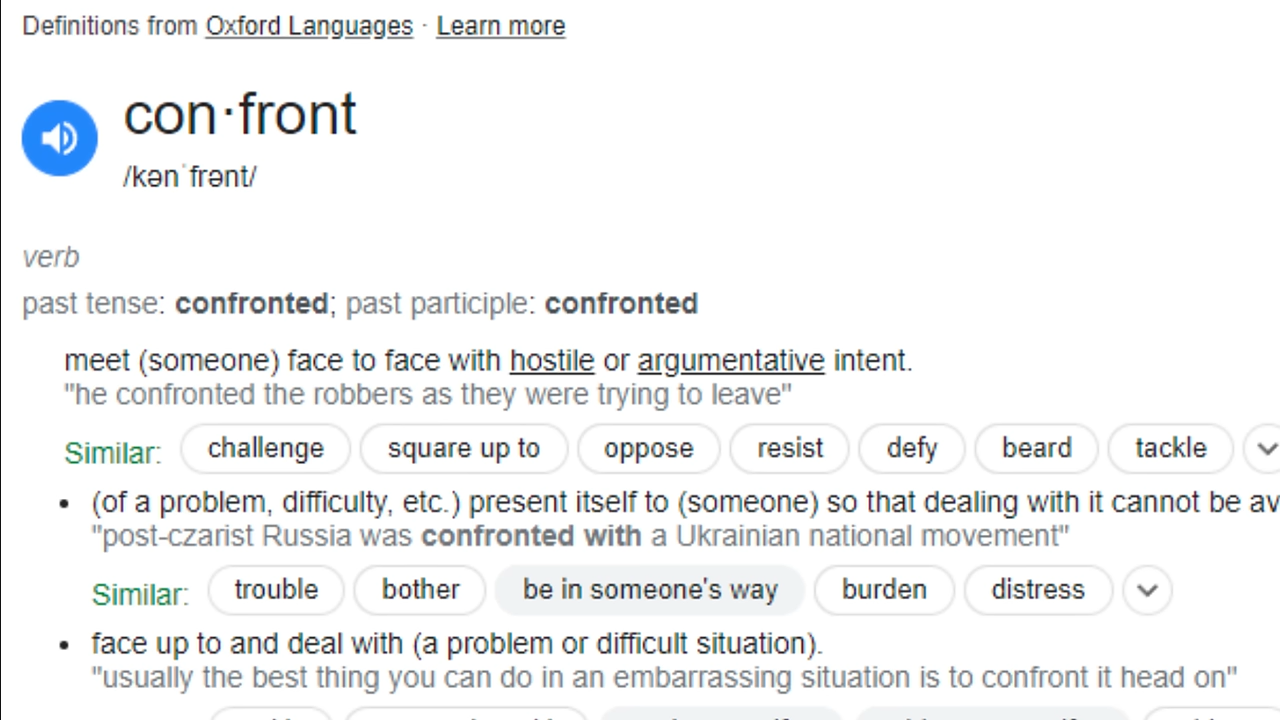 Definitions from Oxford Languages · Learn more
con·front
/kənˈfrənt/
verb
past tense: confronted; past participle: confronted
meet (someone) face to face with hostile or argumentative intent.
"he confronted the robbers as they were trying to leave"
Similar: challenge square up to oppose resist defy beard tackle
(of a problem, difficulty, etc.) present itself to (someone) so that dealing with it cannot be
"post-czarist Russia was confronted with a Ukrainian national movement"
Similar: trouble bother be in someone's way burden distress
face up to and deal with (a problem or difficult situation).
"usually the best thing you can do in an embarrassing situation is to confront it head on"